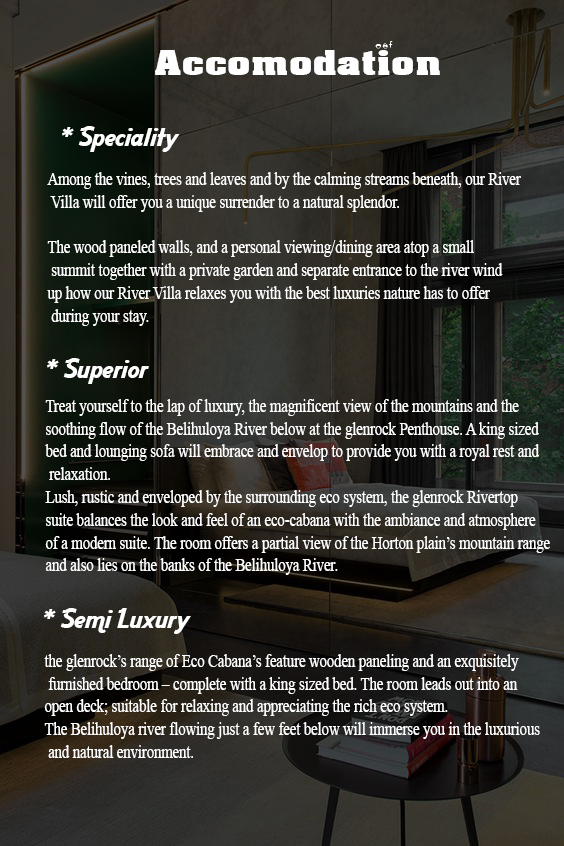 Accomodation
* Speciality
Among the vines, trees and leaves and by the calming streams beneath, our River
Villa will offer you a unique surrender to a natural splendor.
The wood paneled walls, and a personal viewing/dining area atop a small
summit together with a private garden and separate entrance to the river wind
up how our River Villa relaxes you with the best luxuries nature has to offer
during your stay.
* Superior
Treat yourself to the lap of luxury, the magnificent view of the mountains and the
soothing flow of the Belihuloya River below at the glenrock Penthouse. A king sized
bed and lounging sofa will embrace and envelop to provide you with a royal rest and
relaxation.
Lush, rustic and enveloped by the surrounding eco system, the glenrock Rivertop
suite balances the look and feel of an eco-cabana with the ambiance and atmosphere
of a modern suite. The room offers a partial view of the Horton plain’s mountain range
and also lies on the banks of the Belihuloya River.
* Semi Luxury
the glenrock’s range of Eco Cabana’s feature wooden paneling and an exquisitely
furnished bedroom – complete with a king sized bed. The room leads out into an
open deck; suitable for relaxing and appreciating the rich eco system.
The Belihuloya river flowing just a few feet below will immerse you in the luxurious
and natural environment.